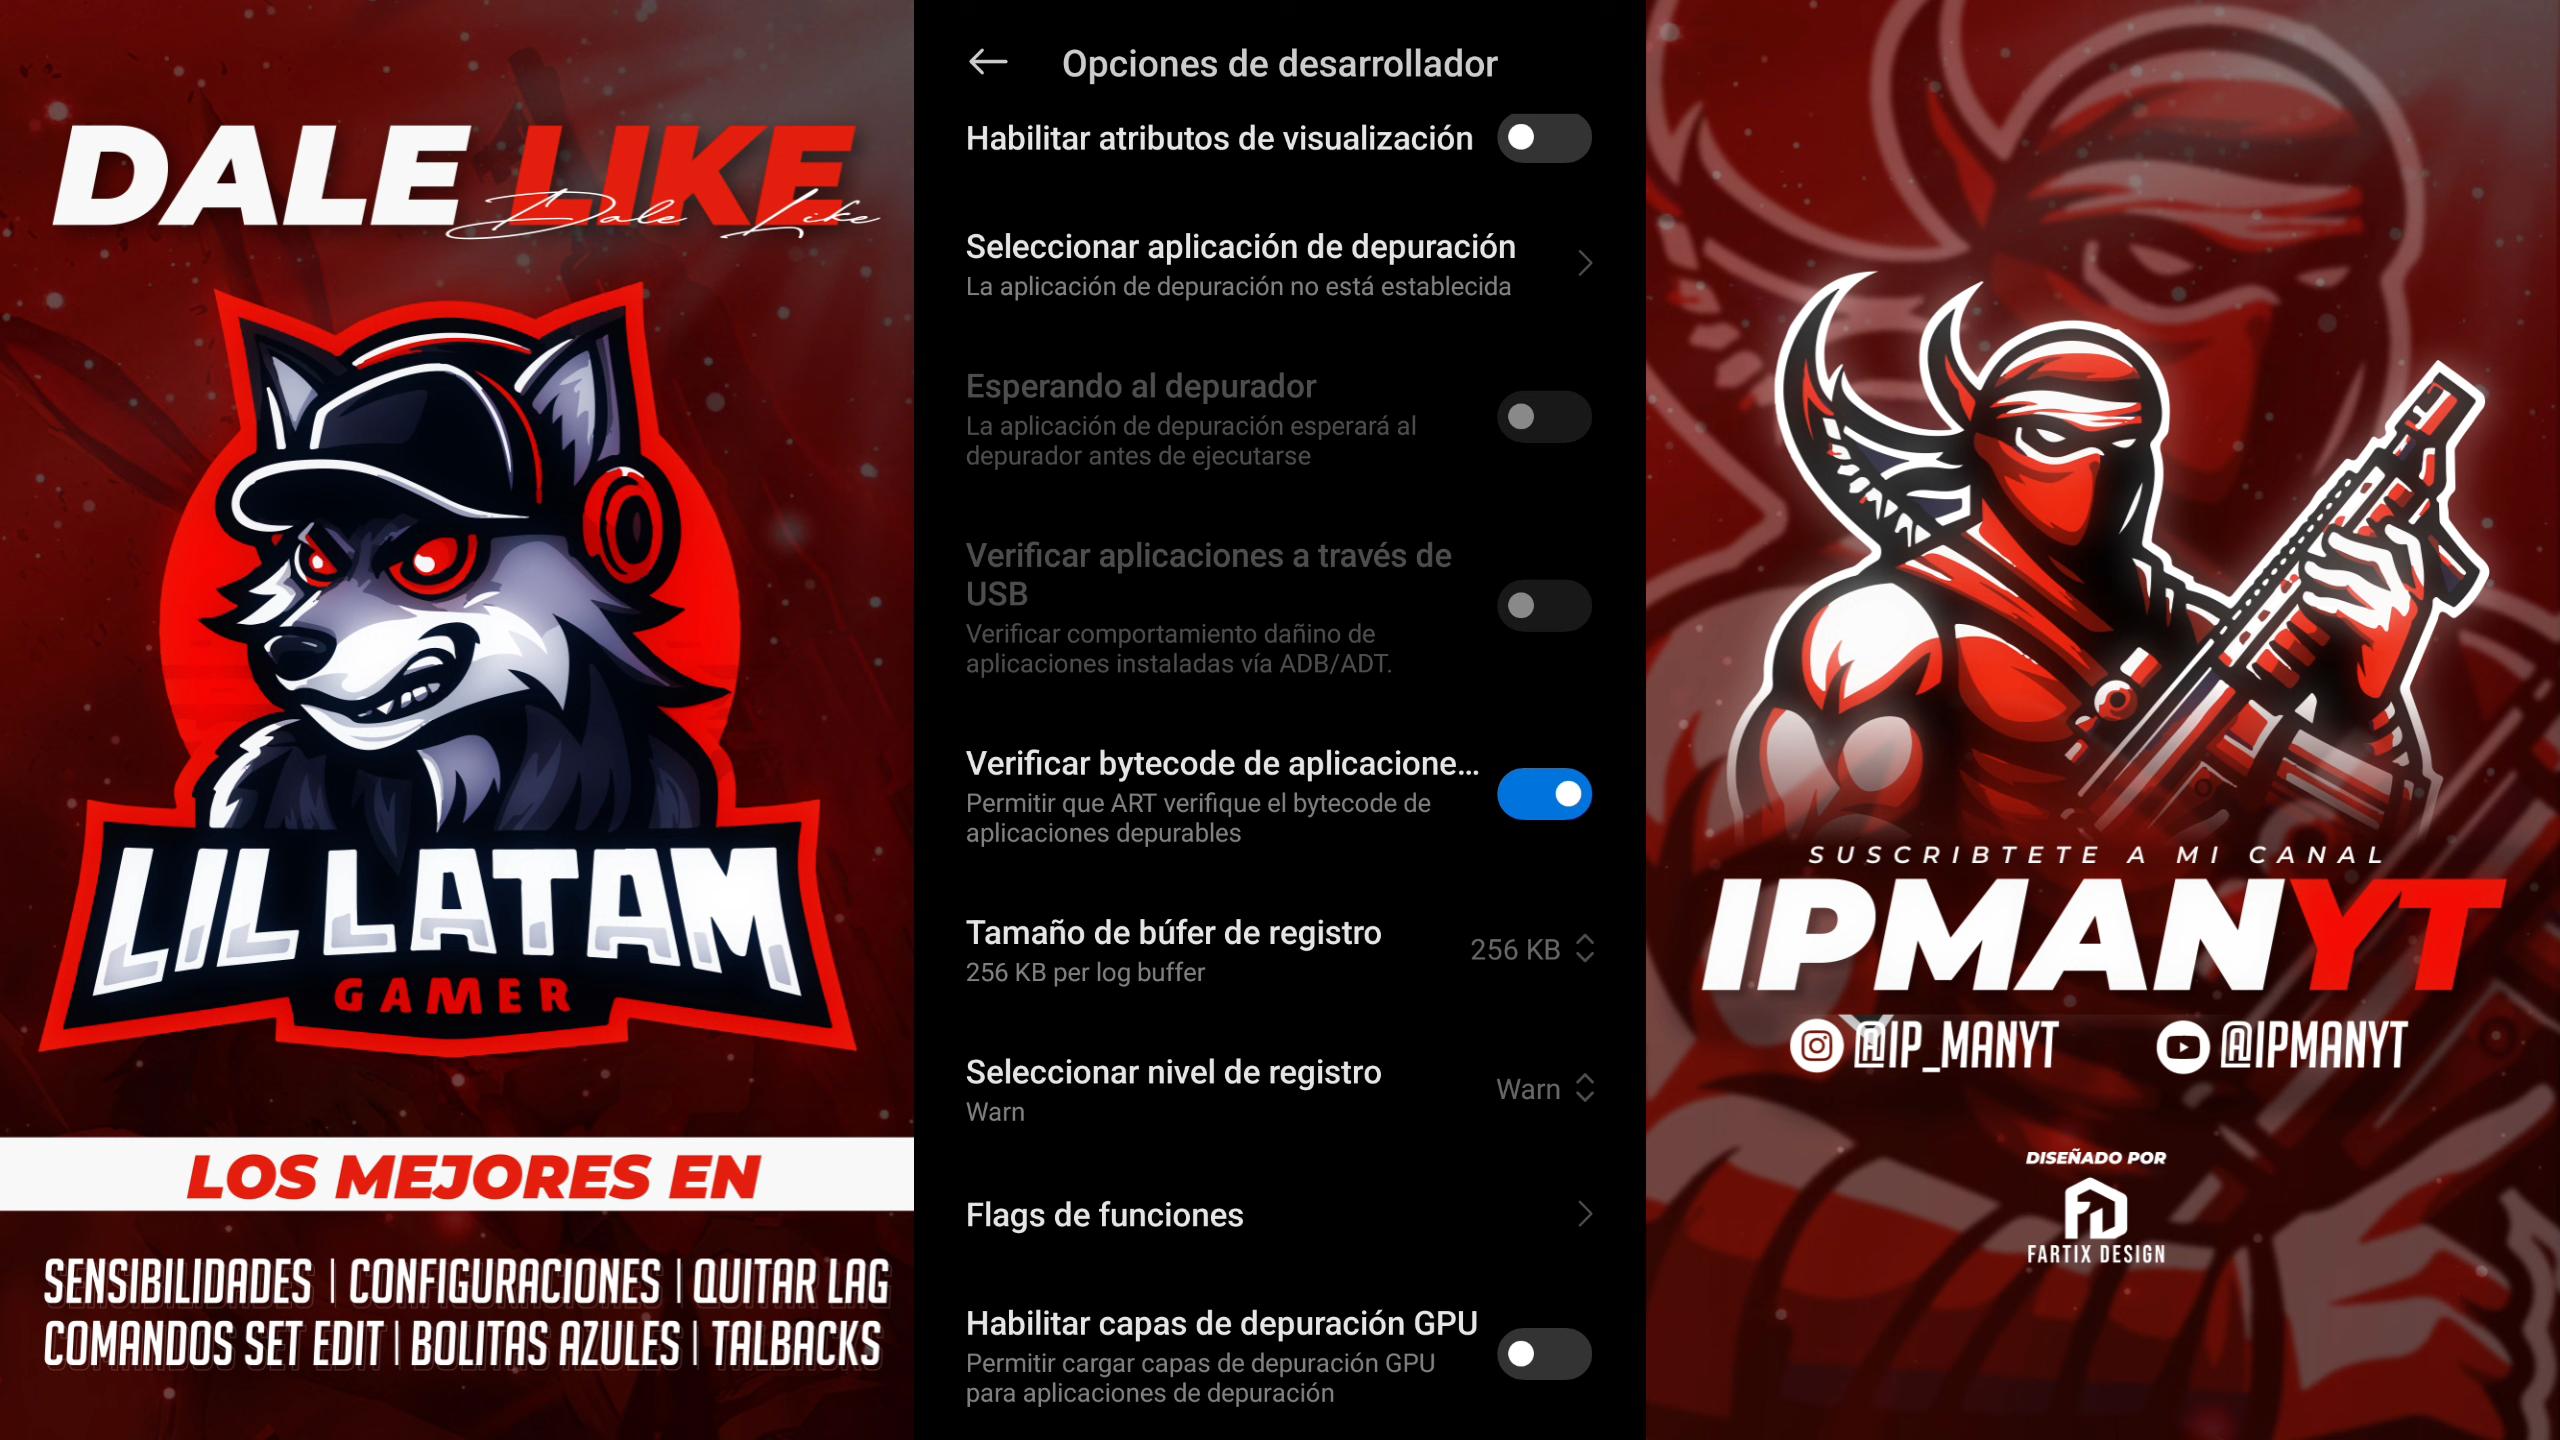 DALE LIKE
Dale Like
LIL LATAM
GAMER
LOS MEJORES EN
SENSIBILIDADES | CONFIGURACIONES | QUITAR LAG
COMANDOS SET EDIT | BOLITAS AZULES | TALBACKS
Opciones de desarrollador
Habilitar atributos de visualización
Seleccionar aplicación de depuración
La aplicación de depuración no está establecida
Esperando al depurador
La aplicación de depuración esperará al
depurador antes de ejecutarse
Verificar aplicaciones a través de
USB
Verificar comportamiento dañino de
aplicaciones instaladas vía ADB/ADT.
Verificar bytecode de aplicacione...
Permitir que ART verifique el bytecode de
aplicaciones depurables
Tamaño de búfer de registro
256 KB per log buffer
256 KB
Seleccionar nivel de registro
Warn
Warn
Flags de funciones
Habilitar capas de depuración GPU
Permitir cargar capas de depuración GPU
para aplicaciones de depuración
SUSCRIBTETE A MI CANAL
IPMANYT
@IP_MANYT
@IPMANYT
DISEÑADO POR
FARTIX DESIGN